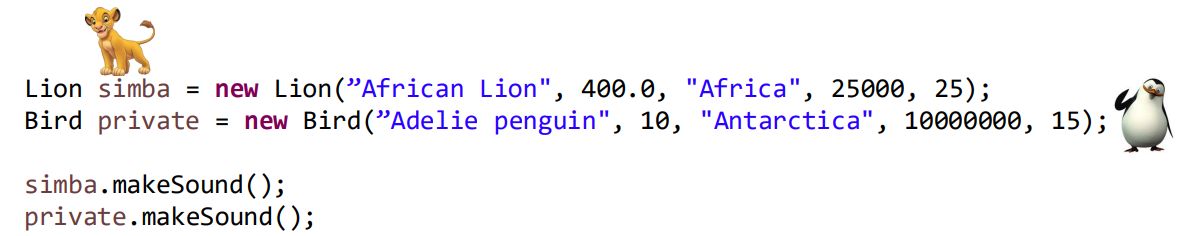 Lion simba = new Lion(”African Lion", 400.0, "Africa", 25000, 25);
Bird private = new Bird(”Adelie penguin", 10, "Antarctica", 10000000, 15);
simba.makeSound();
private.makeSound();